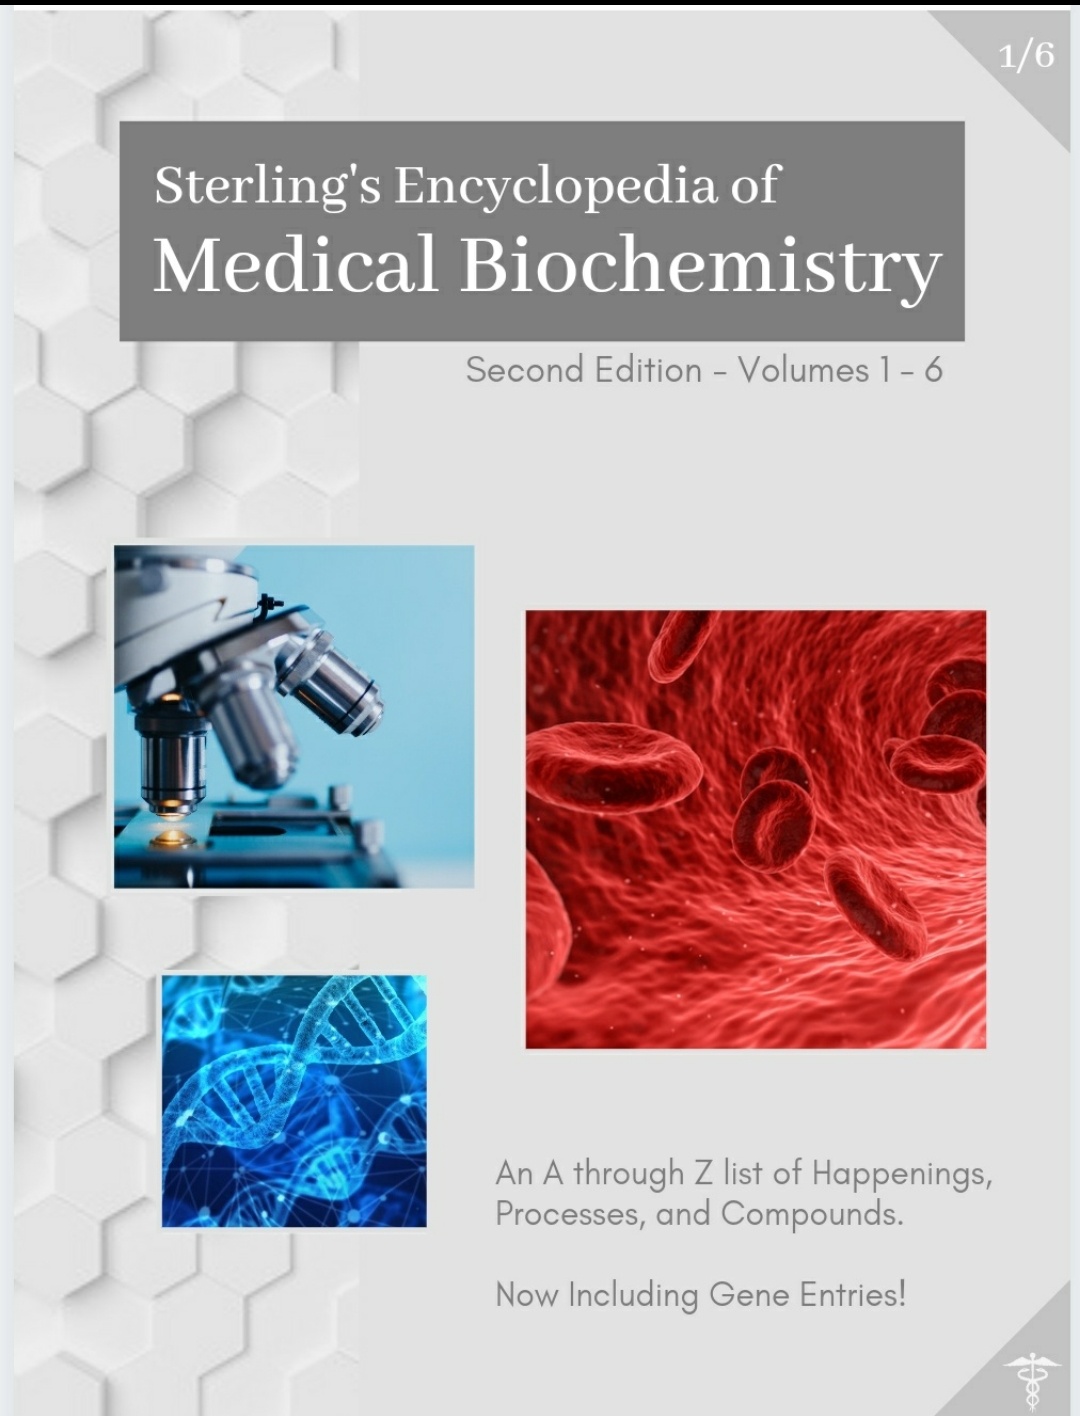 1/6
Sterling's Encyclopedia of
Medical Biochemistry
Second Edition - Volumes 1 - 6
An A through Z list of Happenings,
Processes, and Compounds.
Now Including Gene Entries!